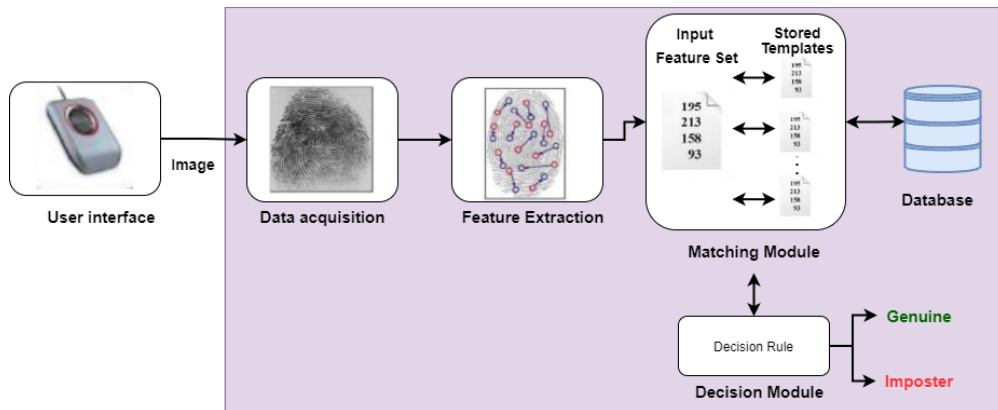 Input
Feature Set
Stored
Templates
195
213
158
93
195
213
158
93
195
213
158
93
195
213
158
93
Image
User interface
Data acquisition
Feature Extraction
Matching Module
Database
Decision Rule
Decision Module
Genuine
Imposter